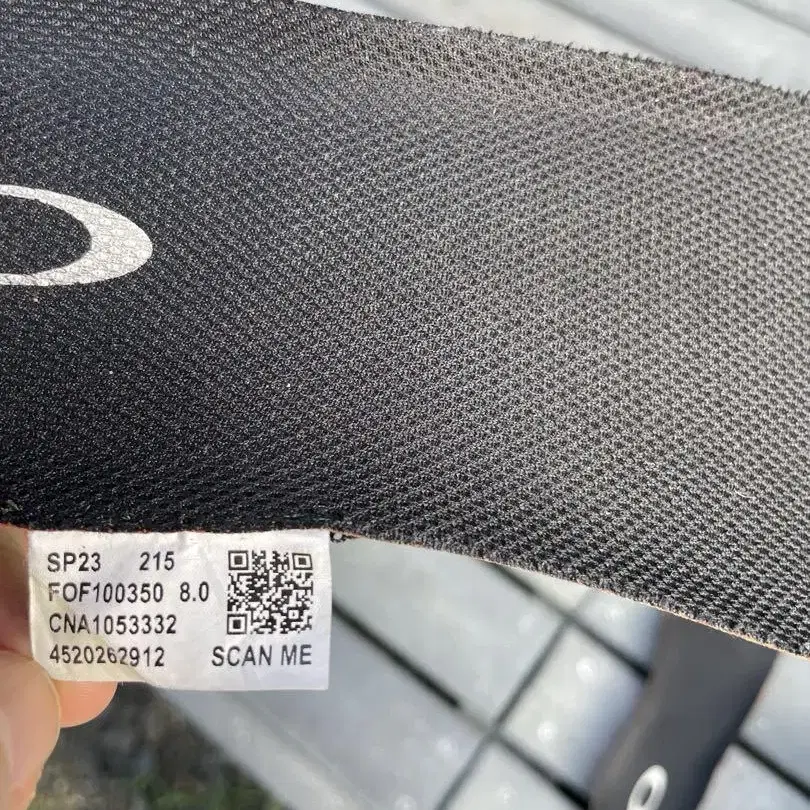 SP23 215
FOF100350 8.0
CNA1053332
4520262912 SCAN ME